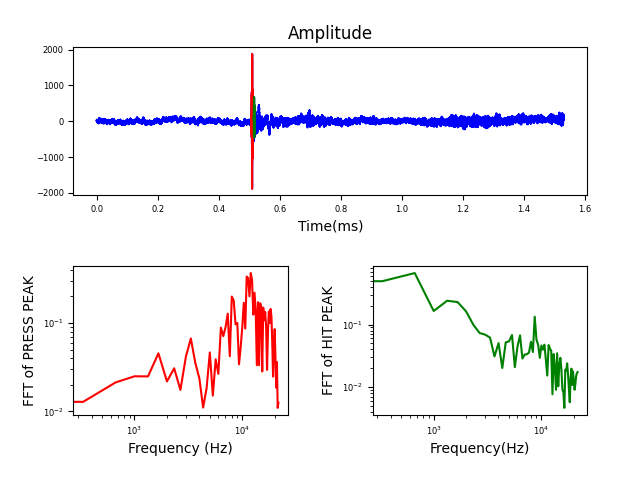 Amplitude
2000
1000
0
−1000
−2000
0.0 0.2 0.4 0.6 0.8 1.0 1.2 1.4 1.6
Time(ms)
FFT of PRESS PEAK
10⁻¹
10⁻²
10³ 10⁴
Frequency (Hz)
FFT of HIT PEAK
10⁻¹
10⁻²
10³ 10⁴
Frequency(Hz)